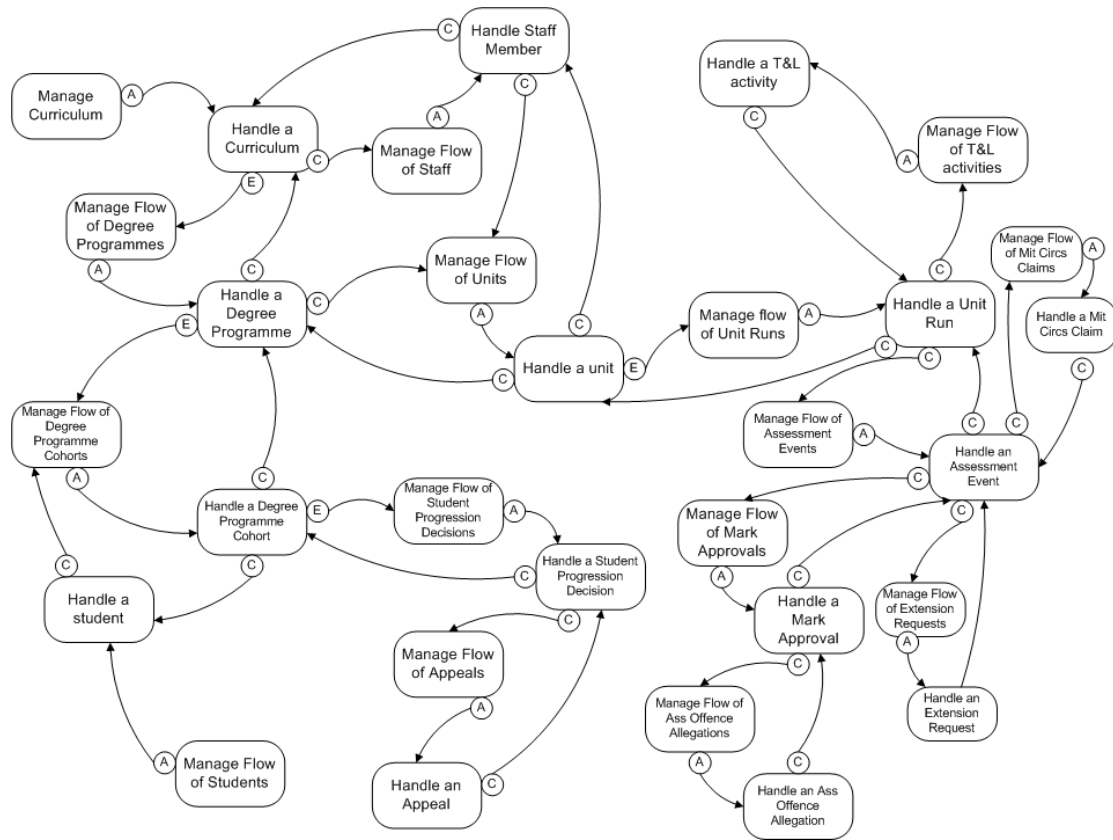 C
Handle Staff
Member
C
Handle a T&L
activity
C
Manage
Curriculum
A
A
Handle a
Curriculum
C
Manage Flow
of Staff
Manage Flow
of T&L
activities
A
E
Manage Flow
of Degree
Programmes
A
C
Manage Flow
of Units
A
C
C
Manage Flow
of Mit Circs
Claims
A
Handle a Mit
Circs Claim
C
Handle a
Degree
Programme
C
E
Manage flow
of Unit Runs
A
Handle a Unit
Run
C
C
C
Handle a unit
E
C
Manage Flow of
Degree
Programme
Cohorts
A
Manage Flow of
Assessment
Events
A
C
C
Handle an
Assessment
Event
C
C
C
Handle a Degree
Programme
Cohort
E
C
Manage Flow of
Student
Progression
Decisions
A
Manage Flow
of Mark
Approvals
A
C
Handle a
student
Handle a Student
Progression
Decision
C
C
C
Handle a
Mark
Approval
C
Manage Flow
of Extension
Requests
A
Manage Flow
of Appeals
A
Handle an
Extension
Request
Manage Flow of
Ass Offence
Allegations
A
A
Manage Flow
of Students
Handle an
Appeal
C
C
Handle an Ass
Offence
Allegation